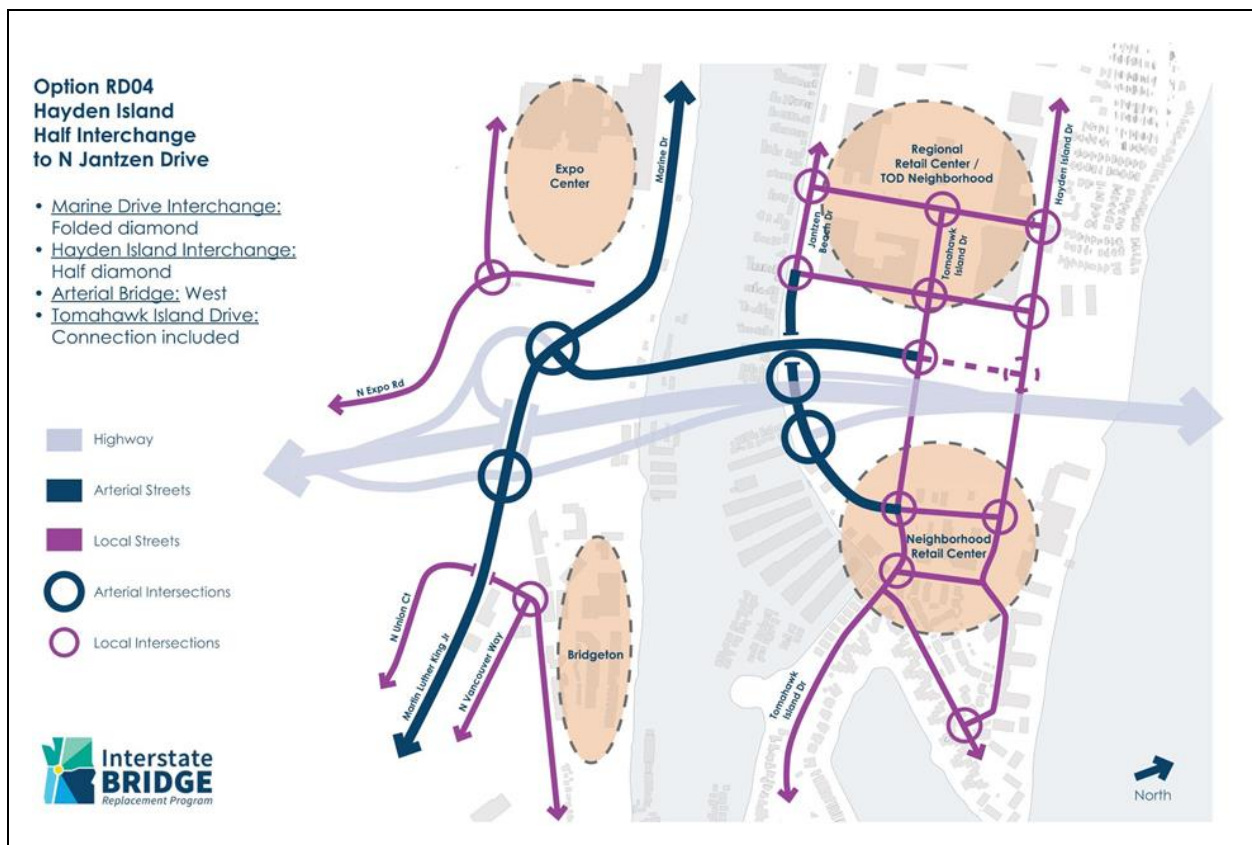 Option RD04
Hayden Island
Half Interchange
to N Jantzen Drive
• Marine Drive Interchange:
Folded diamond
• Hayden Island Interchange:
Half diamond
• Arterial Bridge: West
• Tomahawk Island Drive:
Connection included
Highway
Arterial Streets
Local Streets
Arterial Intersections
Local Intersections
Interstate
BRIDGE
Replacement Program
Expo
Center
Marine Dr
Regional
Retail Center /
TOD Neighborhood
Hayden Island Dr
Jantzen
Beach Dr
Tomahawk
Island Dr
N Expo Rd
Neighborhood
Retail Center
N Union Ct
Martin Luther King Jr
N Vancouver Way
Bridgeton
Tomahawk
Island Dr
North